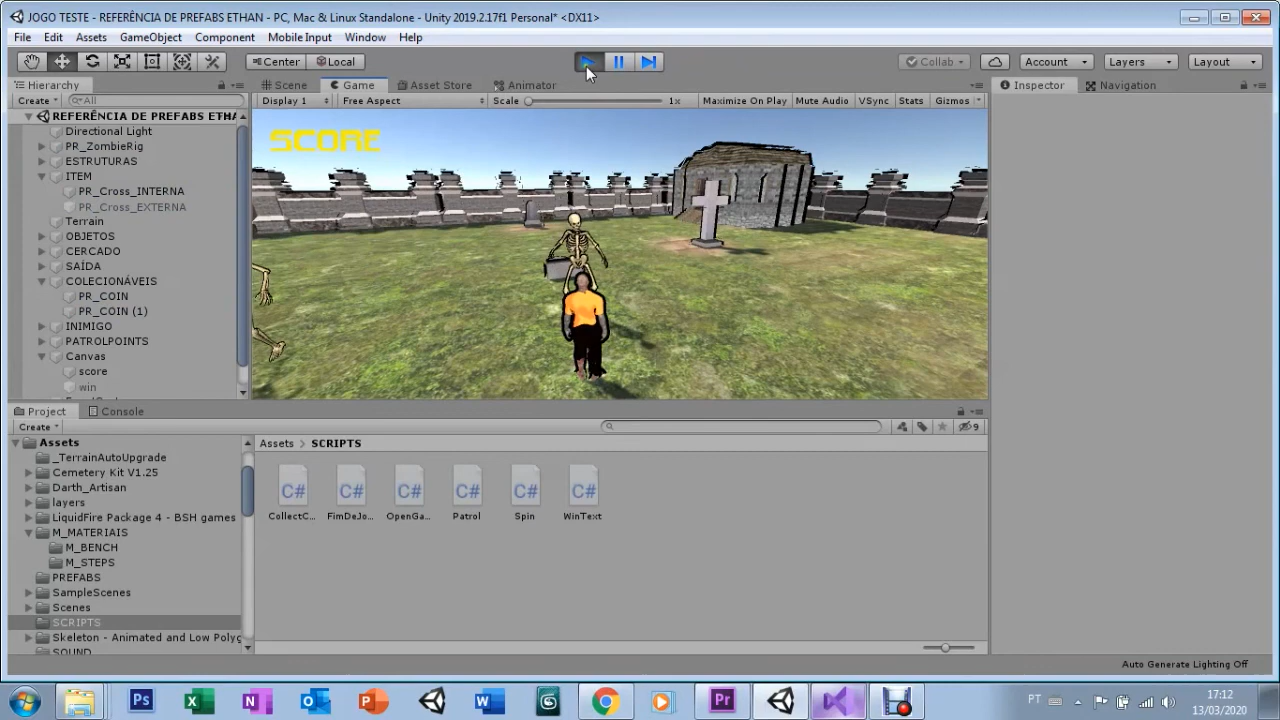 JOGO TESTE - REFERÊNCIA DE PREFABS ETHAN - PC, Mac & Linux Standalone - Unity 2019.2.17f1 Personal* <DX11>
File Edit Assets GameObject Component Mobile Input Window Help
Center Local Collab Account Layers Layout
Hierarchy Scene Game Asset Store Animator Inspector Navigation
Create All Display 1 Free Aspect Scale 1x Maximize On Play Mute Audio VSync Stats Gizmos
REFERÊNCIA DE PREFABS ETHA
Directional Light
PR_ZombieRig
ESTRUTURAS
ITEM
PR_Cross_INTERNA
PR_Cross_EXTERNA
Terrain
OBJETOS
CERCADO
SAÍDA
COLECIONÁVEIS
PR_COIN
PR_COIN (1)
INIMIGO
PATROLPOINTS
Canvas
score
win
SCORE
Project Console
Create 9
Assets
_TerrainAutoUpgrade
Cemetery Kit V1.25
Darth_Artisan
layers
LiquidFire Package 4 - BSH games
M_MATERIAIS
M_BENCH
M_STEPS
PREFABS
SampleScenes
Scenes
SCRIPTS
Skeleton - Animated and Low Polyg
SOUND
Assets > SCRIPTS
C# C# C# C# C# C#
CollectC... FimDeJo... OpenGa... Patrol Spin WinText
Auto Generate Lighting Off
Ps X N O P W Pr
PT 17:12
13/03/2020